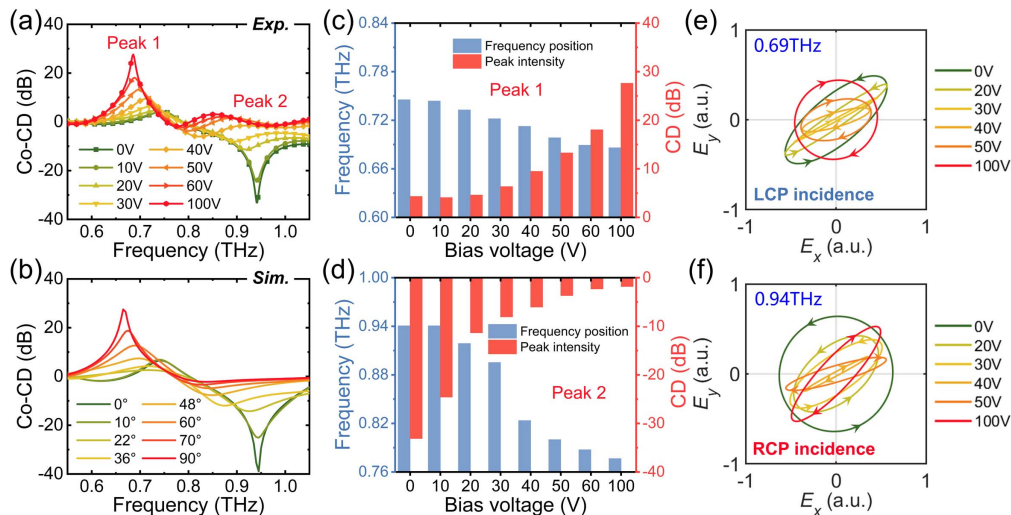 (a)
Exp.
Peak 1
Peak 2
Co-CD (dB)
40
20
0
-20
-40
0V
10V
20V
30V
40V
50V
60V
100V
0.6
0.7
0.8
0.9
1.0
Frequency (THz)
(b)
Sim.
Co-CD (dB)
40
20
0
-20
-40
0°
10°
22°
36°
48°
60°
70°
90°
0.6
0.7
0.8
0.9
1.0
Frequency (THz)
(c)
Frequency (THz)
0.84
0.78
0.72
0.66
0.60
Frequency position
Peak intensity
Peak 1
40
30
20
10
0
CD (dB)
0 10 20 30 40 50 60 100
Bias voltage (V)
(d)
Frequency (THz)
1.00
0.94
0.88
0.82
0.76
Frequency position
Peak intensity
Peak 2
0
-10
-20
-30
-40
CD (dB)
0 10 20 30 40 50 60 100
Bias voltage (V)
(e)
0.69THz
Ey (a.u.)
1
0
-1
LCP incidence
-1 0 1
Ex (a.u.)
0V
20V
30V
40V
50V
100V
(f)
0.94THz
Ey (a.u.)
1
0
-1
RCP incidence
-1 0 1
Ex (a.u.)
0V
20V
30V
40V
50V
100V